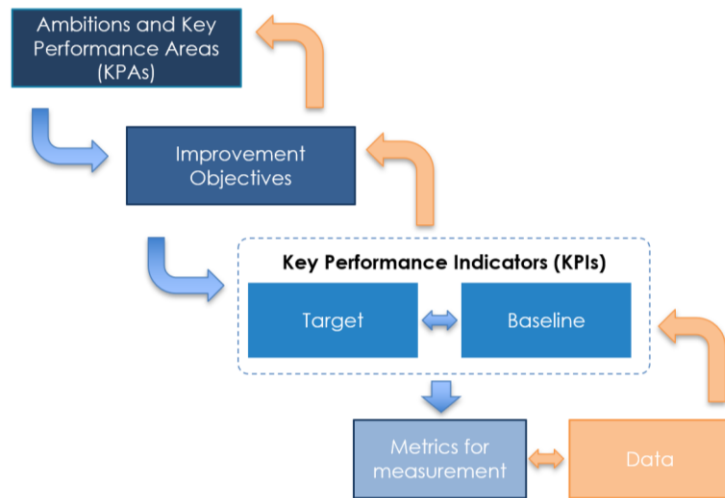 Ambitions and Key
Performance Areas
(KPAs)
Improvement
Objectives
Key Performance Indicators (KPIs)
Target
Baseline
Metrics for
measurement
Data